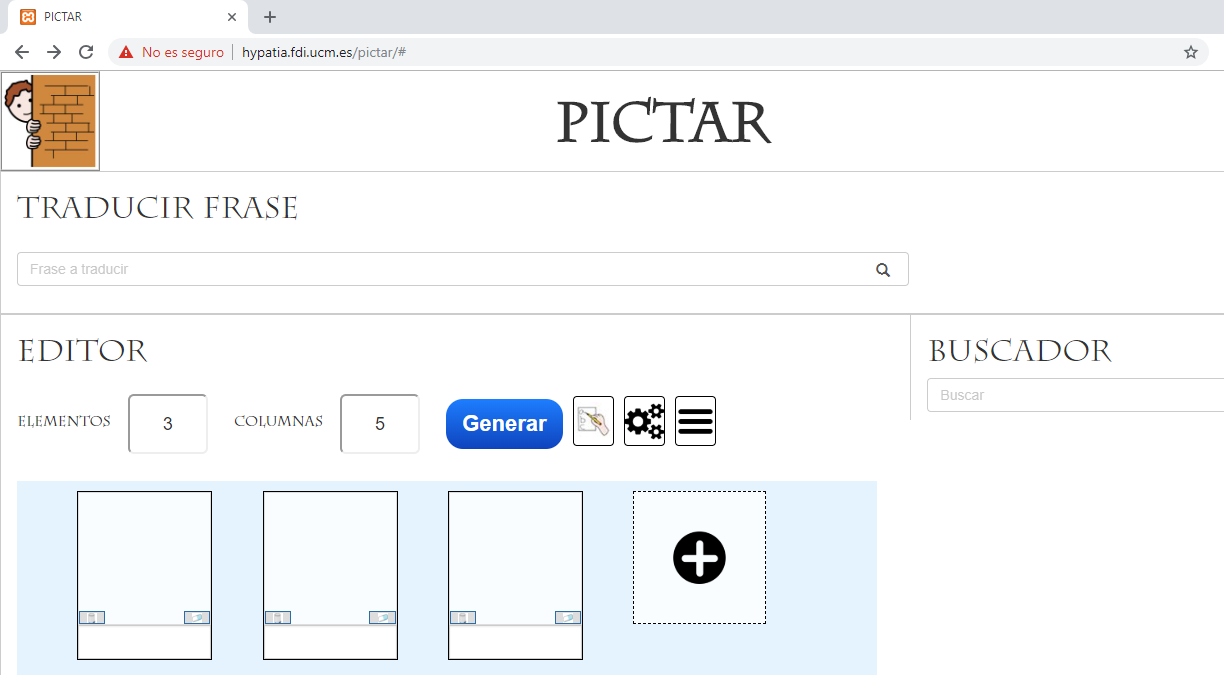 PICTAR
No es seguro | hypatia.fdi.ucm.es/pictar/#
PICTAR
TRADUCIR FRASE
Frase a traducir
EDITOR
BUSCADOR
ELEMENTOS 3 COLUMNAS 5 Generar
Buscar